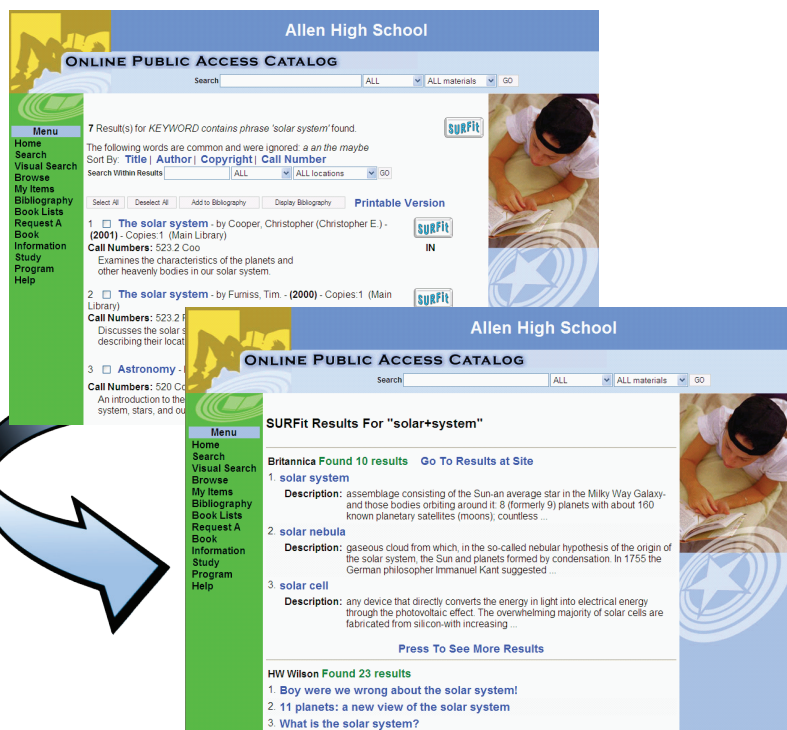 Allen High School
ONLINE PUBLIC ACCESS CATALOG
Search ALL ALL materials GO
Menu
Home
Search
Visual Search
Browse
My Items
Bibliography
Book Lists
Request A
Book
Information
Study
Program
Help
7 Result(s) for KEYWORD contains phrase 'solar system' found.
SURFit
The following words are common and were ignored: a an the maybe
Sort By: Title | Author | Copyright | Call Number
Search Within Results ALL ALL locations GO
Select All Deselect All Add to Bibliography Display Bibliography Printable Version
1 The solar system - by Cooper, Christopher (Christopher E.) -
(2001) - Copies:1 (Main Library)
SURFit
Call Numbers: 523.2 Coo
IN
Examines the characteristics of the planets and
other heavenly bodies in our solar system.
2 The solar system - by Furniss, Tim. - (2000) - Copies:1 (Main
Library)
SURFit
Call Numbers: 523.2
Discusses the solar
describing their
3 Astronomy -
Call Numbers: 520
An introduction to the
system, stars, and
Allen High School
ONLINE PUBLIC ACCESS CATALOG
Search ALL ALL materials GO
Menu
Home
Search
Visual Search
Browse
My Items
Bibliography
Book Lists
Request A
Book
Information
Study
Program
Help
SURFit Results For "solar+system"
Britannica Found 10 results Go To Results at Site
1. solar system
Description: assemblage consisting of the Sun-an average star in the Milky Way Galaxy-
and those bodies orbiting around it: 8 (formerly 9) planets with about 160
known planetary satellites (moons); countless ...
2. solar nebula
Description: gaseous cloud from which, in the so-called nebular hypothesis of the origin of
the solar system, the Sun and planets formed by condensation. In 1755 the
German philosopher Immanuel Kant suggested ...
3. solar cell
Description: any device that directly converts the energy in light into electrical energy
through the photovoltaic effect. The overwhelming majority of solar cells are
fabricated from silicon-with increasing ...
Press To See More Results
HW Wilson Found 23 results
1. Boy were we wrong about the solar system!
2. 11 planets: a new view of the solar system
3. What is the solar system?